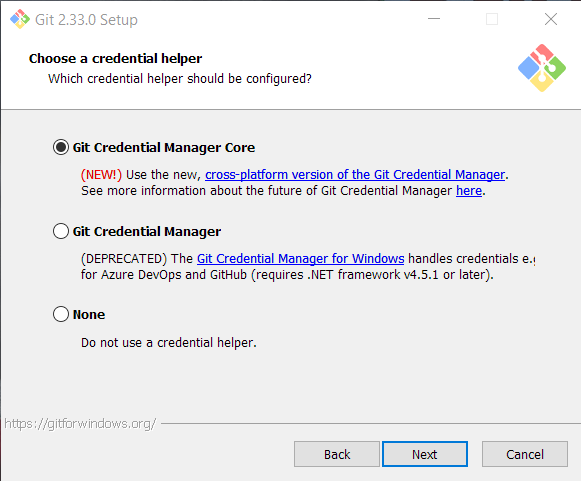 Git 2.33.0 Setup
Choose a credential helper
Which credential helper should be configured?
Git Credential Manager Core
(NEW!) Use the new, cross-platform version of the Git Credential Manager.
See more information about the future of Git Credential Manager here.
Git Credential Manager
(DEPRECATED) The Git Credential Manager for Windows handles credentials e.g
for Azure DevOps and GitHub (requires .NET framework v4.5.1 or later).
None
Do not use a credential helper.
https://gitforwindows.org/
Back Next Cancel